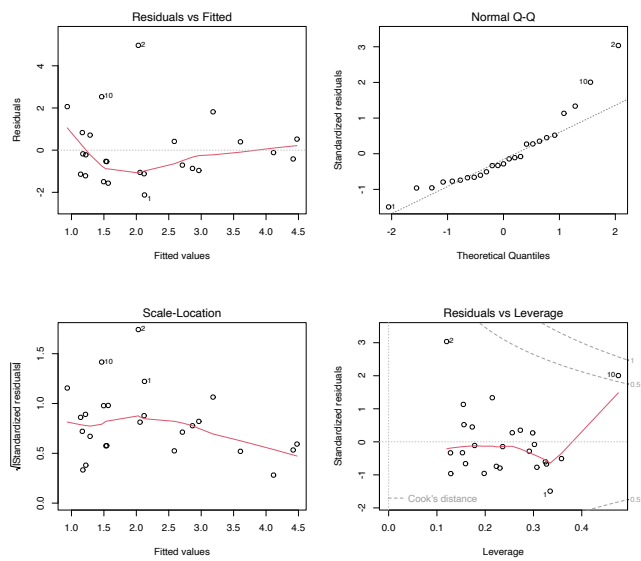 Residuals vs Fitted
Residuals
4
2
0
-2
2
10
1
1.0 1.5 2.0 2.5 3.0 3.5 4.0 4.5
Fitted values
Normal Q-Q
Standardized residuals
3
2
1
0
-1
2
10
1
-2 -1 0 1 2
Theoretical Quantiles
Scale-Location
√|Standardized residuals|
1.5
1.0
0.5
0.0
2
10
1
1.0 1.5 2.0 2.5 3.0 3.5 4.0 4.5
Fitted values
Residuals vs Leverage
Standardized residuals
3
2
1
0
-1
-2
2
10
1
1
0.5
0.5
Cook's distance
0.0 0.1 0.2 0.3 0.4
Leverage